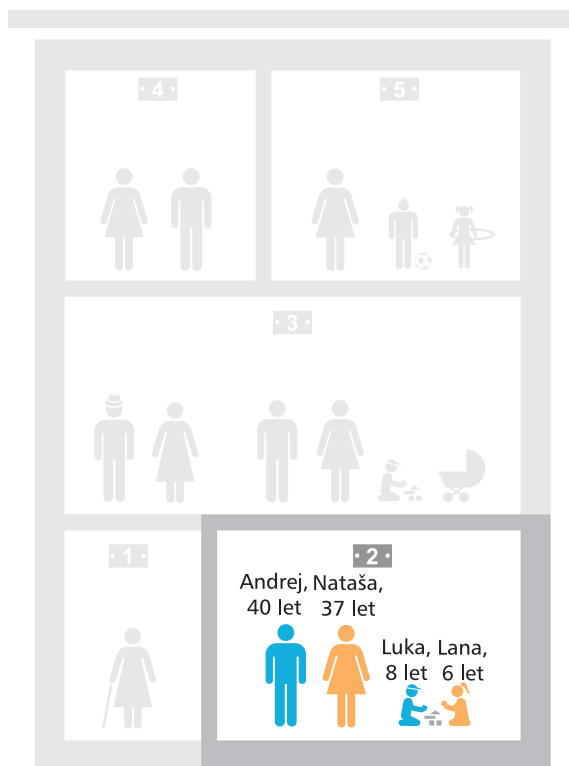 4
5
3
1
2
Andrej, Nataša,
40 let 37 let
Luka, Lana,
8 let 6 let